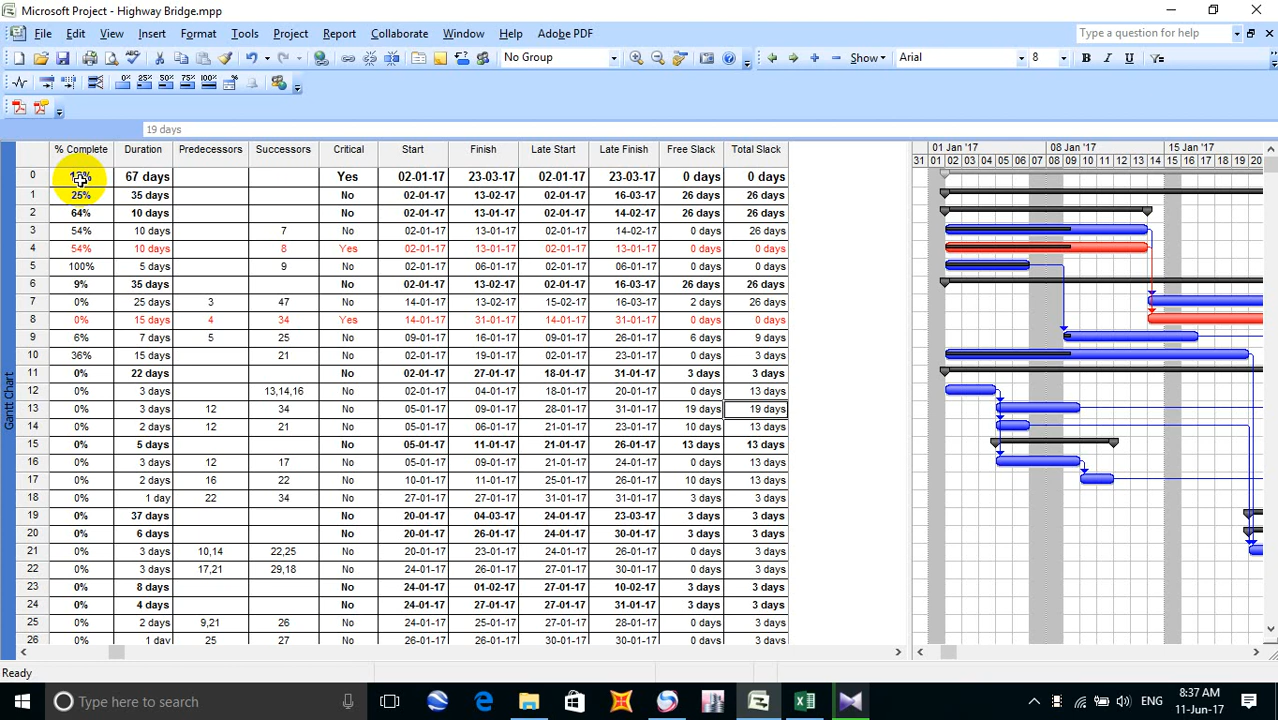 Microsoft Project - Highway Bridge.mpp
File Edit View Insert Format Tools Project Report Collaborate Window Help Adobe PDF Type a question for help
No Group Show Arial 8 B I U
0% 25% 50% 75% 100%
19 days
% Complete Duration Predecessors Successors Critical Start Finish Late Start Late Finish Free Slack Total Slack 01 Jan '17 08 Jan '17 15 Jan '17
31 01 02 03 04 05 06 07 08 09 10 11 12 13 14 15 16 17 18 19 20
0 67 days Yes 02-01-17 23-03-17 02-01-17 23-03-17 0 days 0 days
1 25% 35 days No 02-01-17 13-02-17 02-01-17 16-03-17 26 days 26 days
2 64% 10 days No 02-01-17 13-01-17 02-01-17 14-02-17 26 days 26 days
3 54% 10 days 7 No 02-01-17 13-01-17 02-01-17 14-02-17 0 days 26 days
4 54% 10 days 8 Yes 02-01-17 13-01-17 02-01-17 13-01-17 0 days 0 days
5 100% 5 days 9 No 02-01-17 06-01-17 02-01-17 06-01-17 0 days 0 days
6 9% 35 days No 02-01-17 13-02-17 02-01-17 16-03-17 26 days 26 days
7 0% 25 days 3 47 No 14-01-17 13-02-17 15-02-17 16-03-17 2 days 26 days
8 0% 15 days 4 34 Yes 14-01-17 31-01-17 14-01-17 31-01-17 0 days 0 days
9 6% 7 days 5 25 No 09-01-17 16-01-17 09-01-17 26-01-17 6 days 9 days
10 36% 15 days 21 No 02-01-17 19-01-17 02-01-17 23-01-17 0 days 3 days
11 0% 22 days No 02-01-17 27-01-17 18-01-17 31-01-17 3 days 3 days
12 0% 3 days 13,14,16 No 02-01-17 04-01-17 18-01-17 20-01-17 0 days 13 days
13 0% 3 days 12 34 No 05-01-17 09-01-17 28-01-17 31-01-17 19 days 19 days
14 0% 2 days 12 21 No 05-01-17 06-01-17 21-01-17 23-01-17 10 days 13 days
15 0% 5 days No 05-01-17 11-01-17 21-01-17 26-01-17 13 days 13 days
16 0% 3 days 12 17 No 05-01-17 09-01-17 21-01-17 24-01-17 0 days 13 days
17 0% 2 days 16 22 No 10-01-17 11-01-17 25-01-17 26-01-17 10 days 13 days
18 0% 1 day 22 34 No 27-01-17 27-01-17 31-01-17 31-01-17 3 days 3 days
19 0% 37 days No 20-01-17 04-03-17 24-01-17 23-03-17 3 days 3 days
20 0% 6 days No 20-01-17 26-01-17 24-01-17 30-01-17 3 days 3 days
21 0% 3 days 10,14 22,25 No 20-01-17 23-01-17 24-01-17 26-01-17 0 days 3 days
22 0% 3 days 17,21 29,18 No 24-01-17 26-01-17 27-01-17 30-01-17 0 days 3 days
23 0% 8 days No 24-01-17 01-02-17 27-01-17 10-02-17 3 days 3 days
24 0% 4 days No 24-01-17 27-01-17 27-01-17 31-01-17 3 days 3 days
25 0% 2 days 9,21 26 No 24-01-17 25-01-17 27-01-17 28-01-17 0 days 3 days
26 0% 1 day 25 27 No 26-01-17 26-01-17 30-01-17 30-01-17 0 days 3 days
Gantt Chart
Ready
Type here to search
ENG
8:37 AM
11-Jun-17